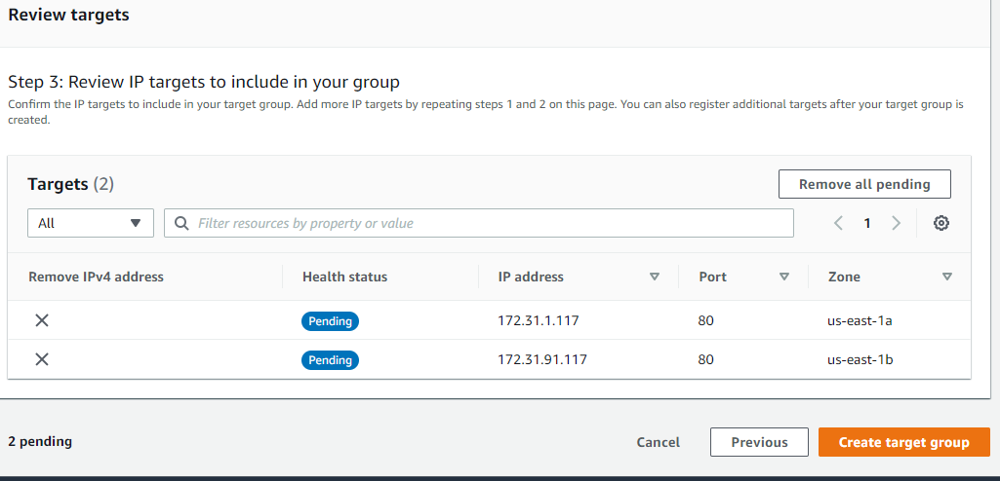 Review targets
Step 3: Review IP targets to include in your group
Confirm the IP targets to include in your target group. Add more IP targets by repeating steps 1 and 2 on this page. You can also register additional targets after your target group is
created.
Targets (2)
Remove all pending
All
Filter resources by property or value
1
Remove IPv4 address Health status IP address Port Zone
Pending 172.31.1.117 80 us-east-1a
Pending 172.31.91.117 80 us-east-1b
2 pending
Cancel
Previous
Create target group